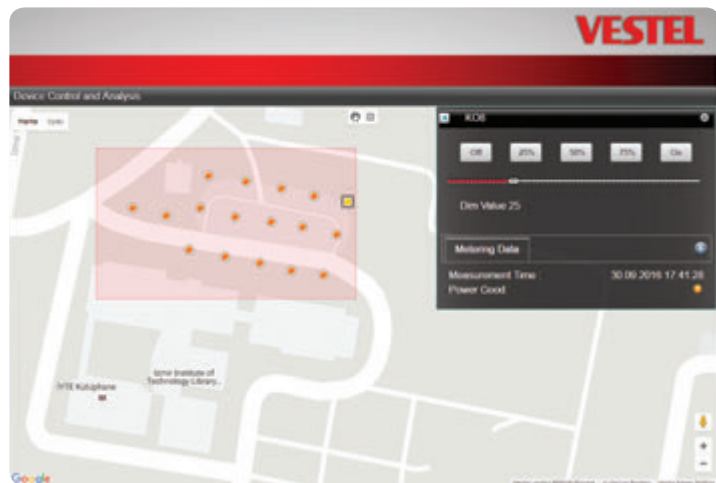 VESTEL
Device Control and Analysis
Harita Uydu
KO8
Off 25% 50% 75% On
Dim Value 25
Metering Data
Measurement Time : 30.09.2016 17:41:28
Power Good
Izmir Institute of
Technology Library...
İYTE Kütüphane
Google